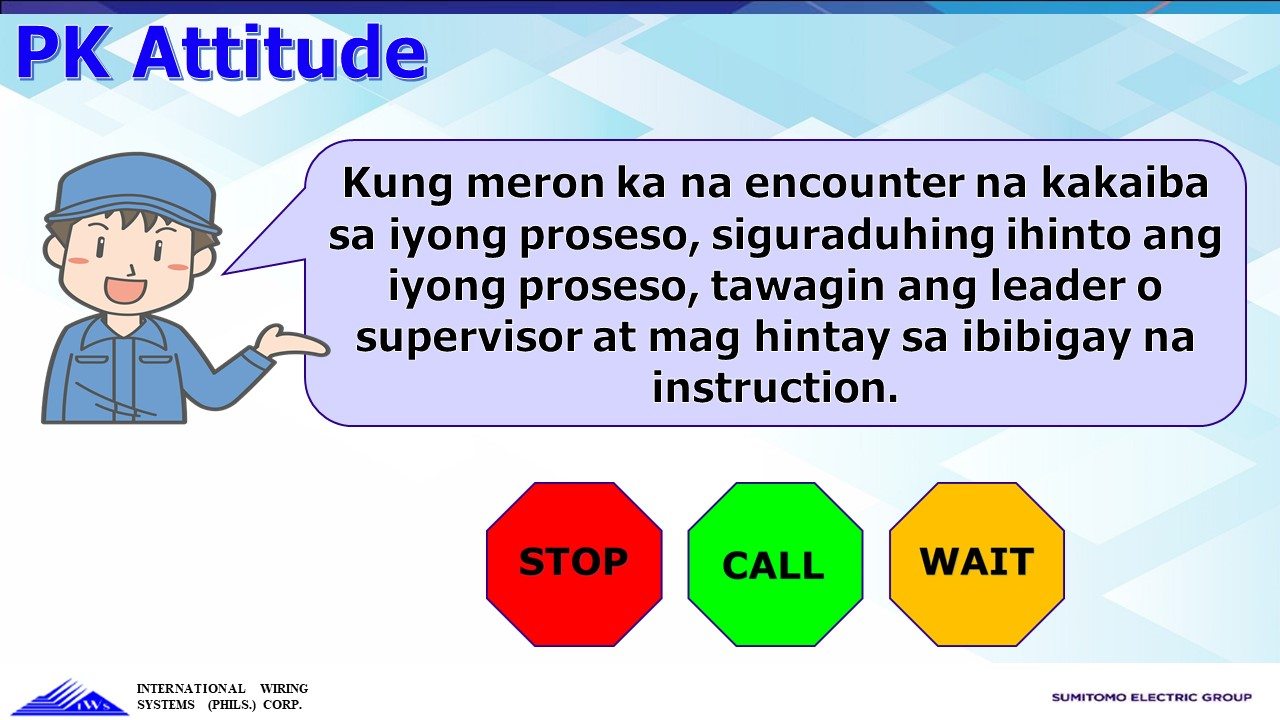 PK Attitude
Kung meron ka na encounter na kakaiba
sa iyong proseso, siguraduhing ihinto ang
iyong proseso, tawagin ang leader o
supervisor at mag hintay sa ibibigay na
instruction.
STOP
CALL
WAIT
IWS
INTERNATIONAL WIRING
SYSTEMS (PHILS.) CORP.
SUMITOMO ELECTRIC GROUP